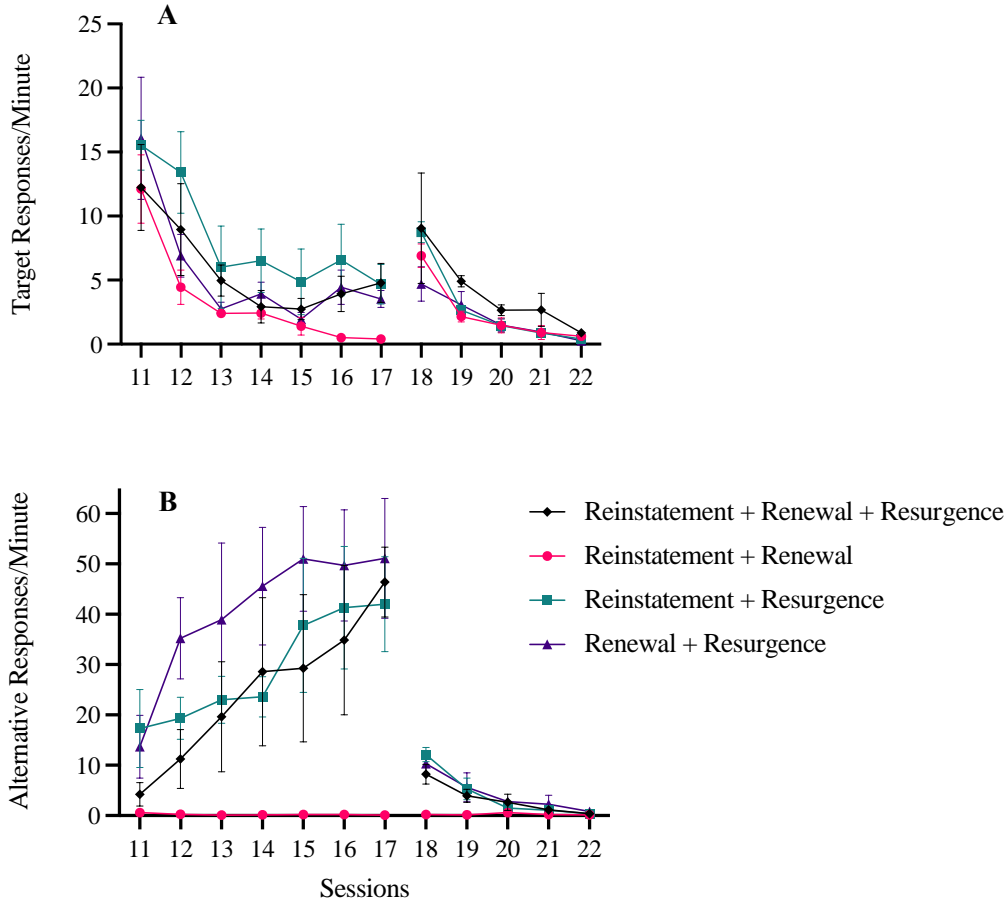 A
Target Responses/Minute
25
20
15
10
5
0
11 12 13 14 15 16 17 18 19 20 21 22
B
Alternative Responses/Minute
60
50
40
30
20
10
0
11 12 13 14 15 16 17 18 19 20 21 22
Sessions
Reinstatement + Renewal + Resurgence
Reinstatement + Renewal
Reinstatement + Resurgence
Renewal + Resurgence